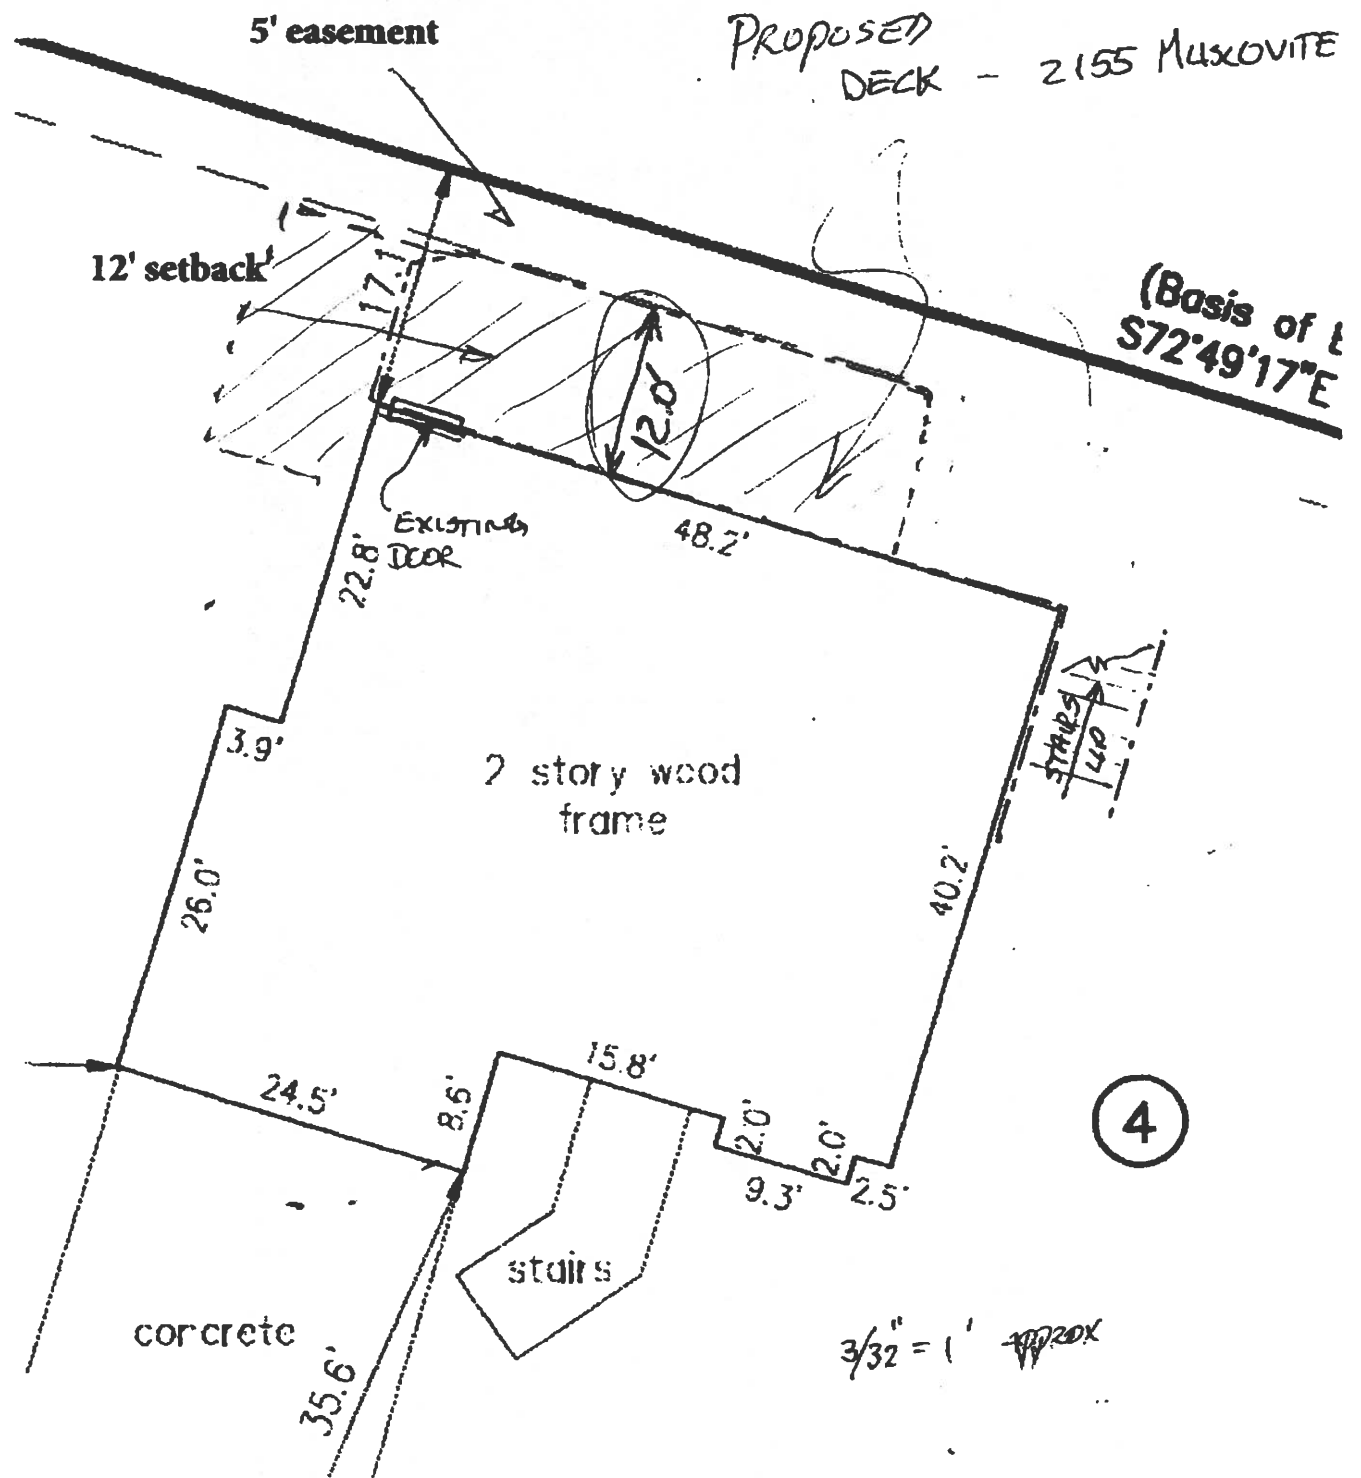 5' easement
PROPOSED
DECK - 2155 MUSCOVITE
12' setback
17.1
(Basis of
S72°49'17"E
12.0'
48.2'
EXISTING
DOOR
22.8'
3.9'
STAIRS
UP
2 story wood
frame
26.0'
40.2'
24.5'
8.6'
15.8'
2.0'
2.0'
9.3'
2.5'
4
stairs
concrete
35.6'
3/32" = 1' APPROX